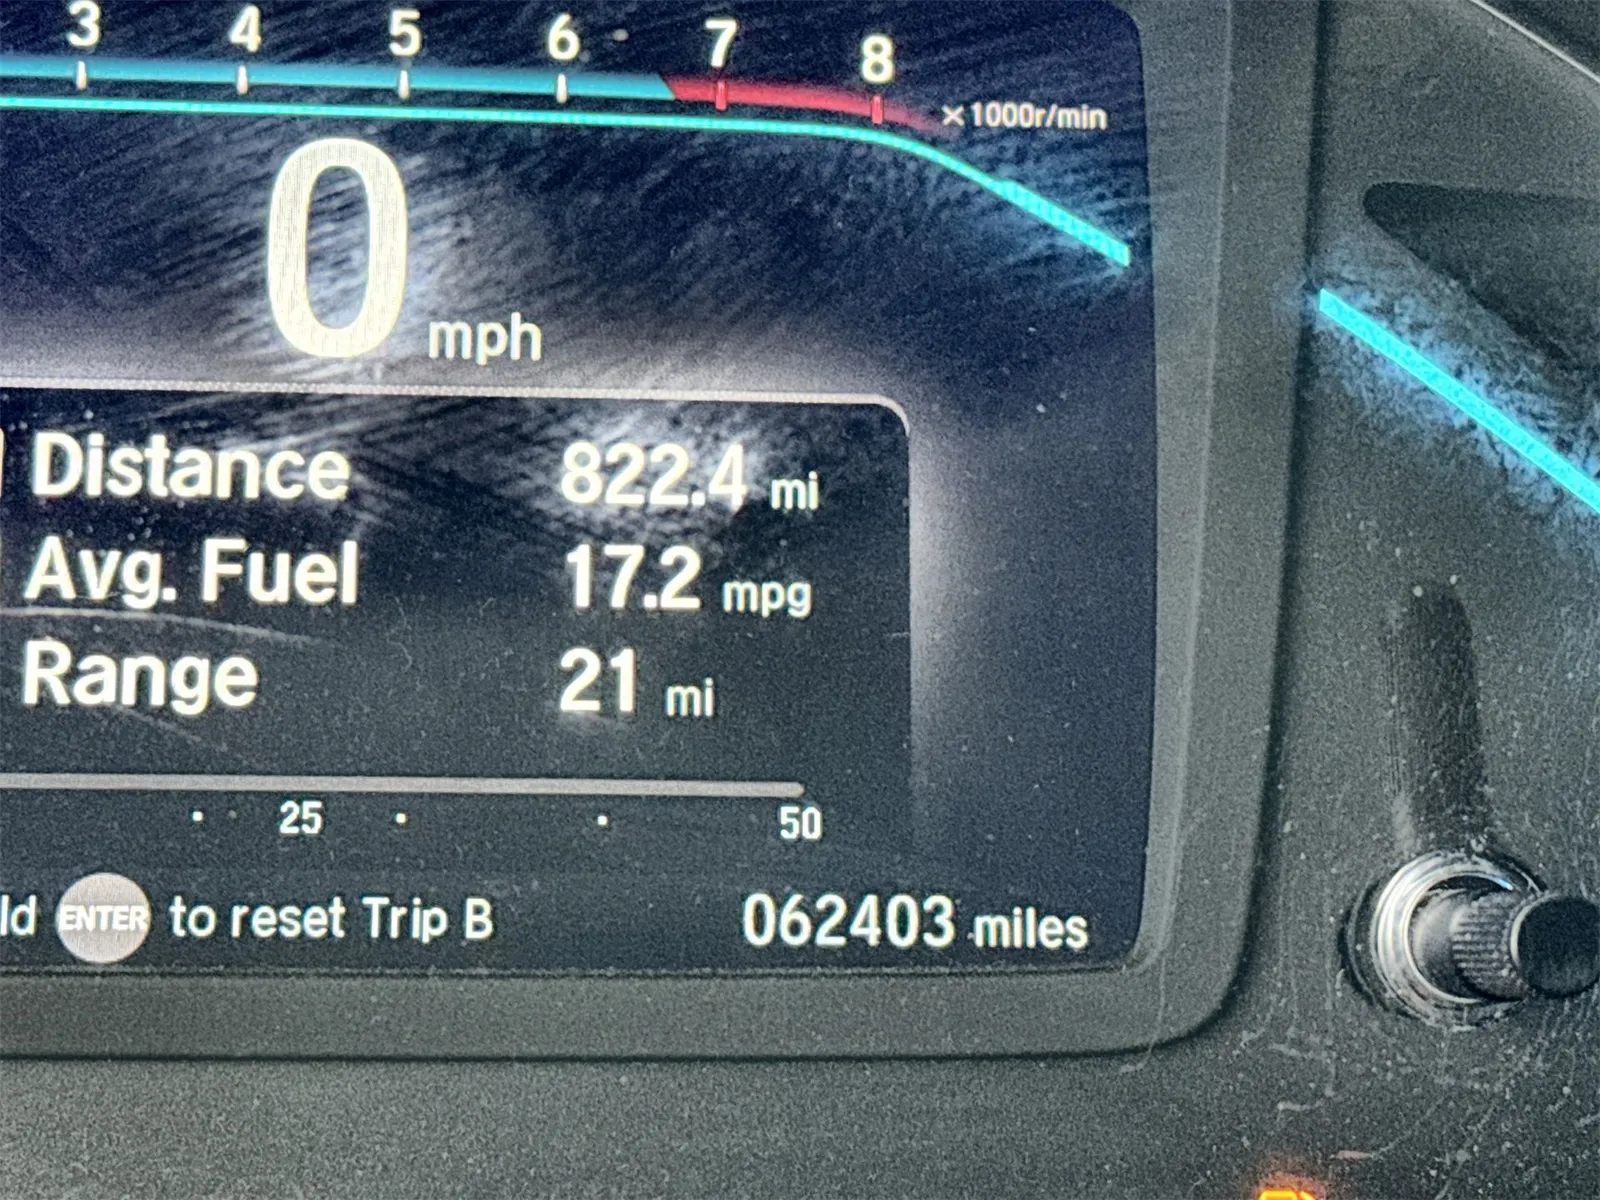 3 4 5 6 7 8
×1000r/min
0 mph
Distance 822.4 mi
Avg. Fuel 17.2 mpg
Range 21 mi
25 50
ld ENTER to reset Trip B 062403 miles